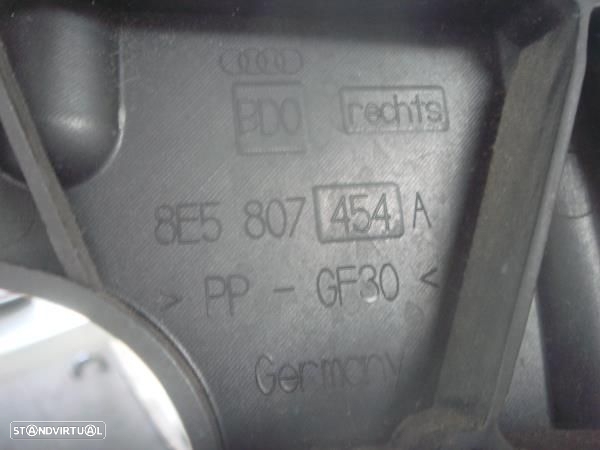 BDO rechts
8E5 807 454 A
> PP - GF30 <
Germany
STANDVIRTUAL